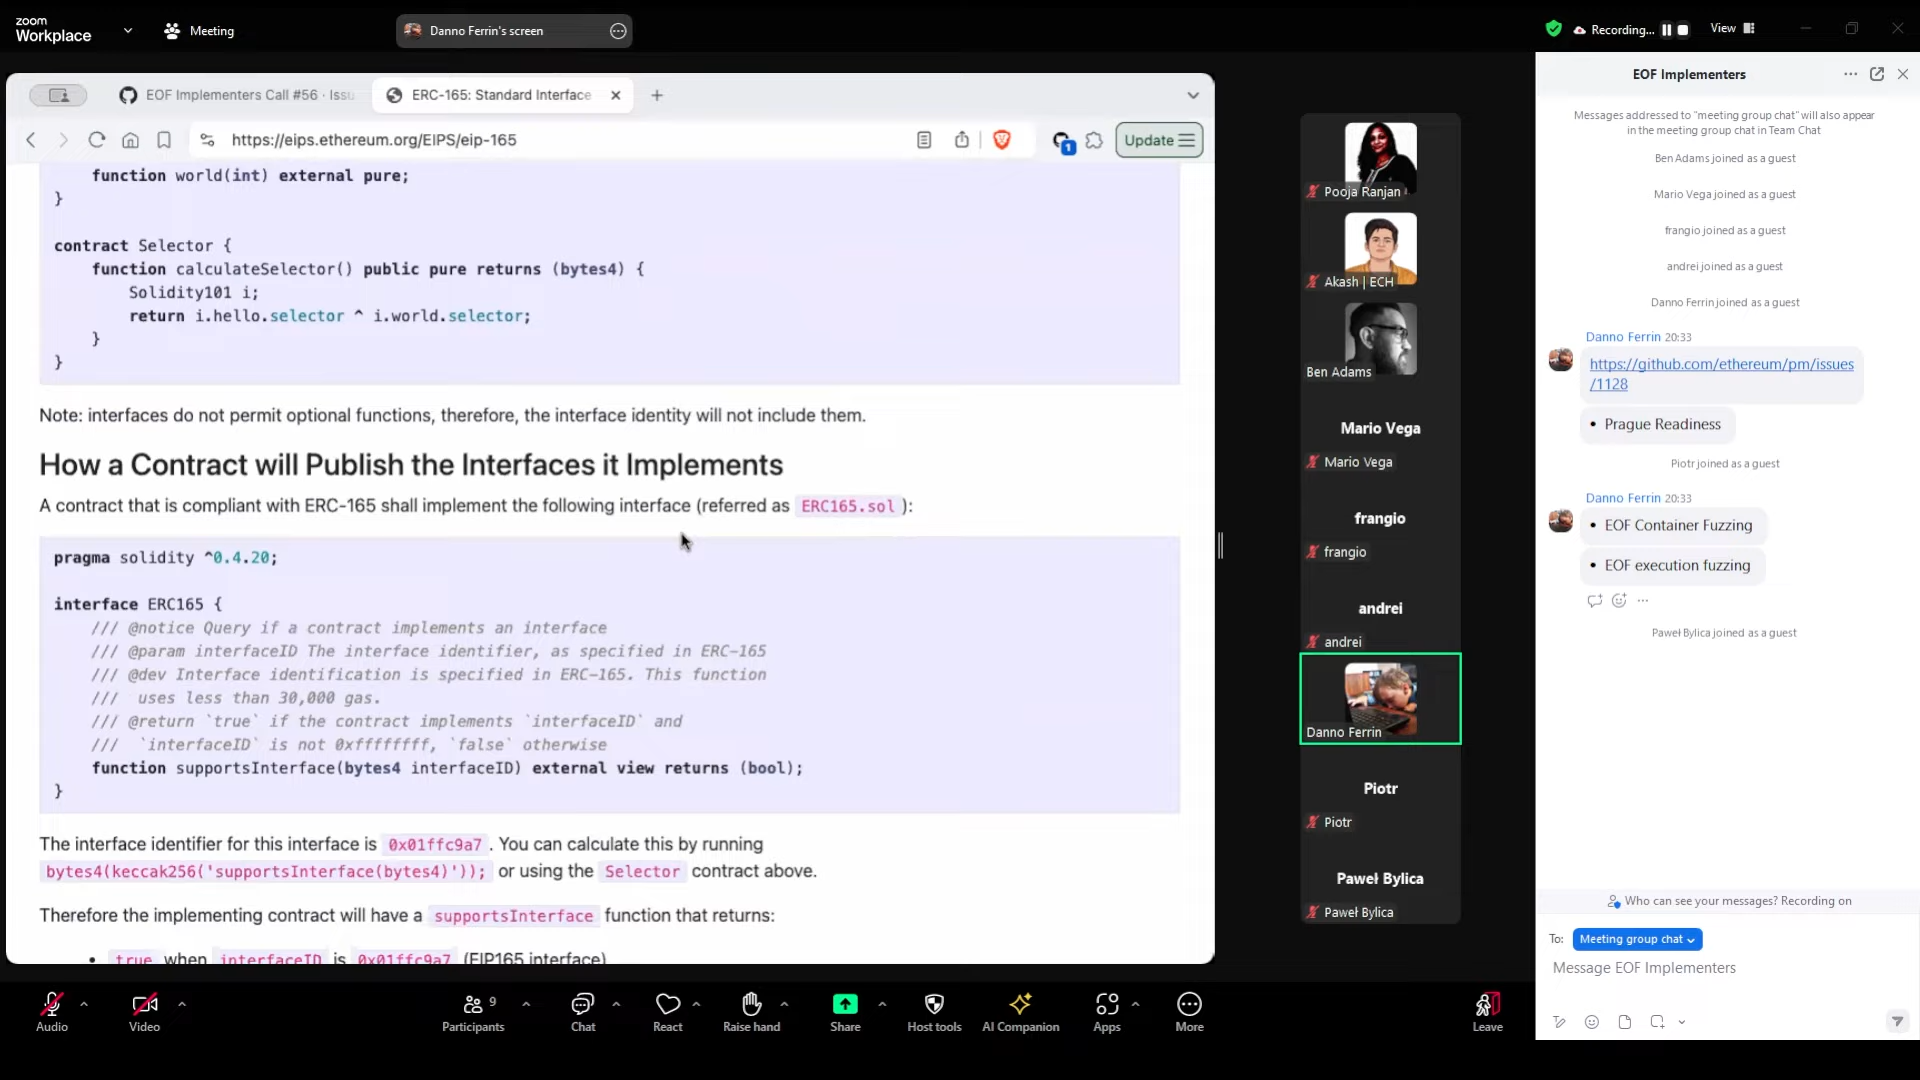 zoom
Workplace
Meeting
Danno Ferrin's screen
Recording...
View
EOF Implementers Call #56 · Issu
ERC-165: Standard Interface
https://eips.ethereum.org/EIPS/eip-165
1
Update
function world(int) external pure;
}
contract Selector {
function calculateSelector() public pure returns (bytes4) {
Solidity101 i;
return i.hello.selector ^ i.world.selector;
}
}
Note: interfaces do not permit optional functions, therefore, the interface identity will not include them.
How a Contract will Publish the Interfaces it Implements
A contract that is compliant with ERC-165 shall implement the following interface (referred as ERC165.sol ):
pragma solidity ^0.4.20;
interface ERC165 {
/// @notice Query if a contract implements an interface
/// @param interfaceID The interface identifier, as specified in ERC-165
/// @dev Interface identification is specified in ERC-165. This function
///  uses less than 30,000 gas.
/// @return `true` if the contract implements `interfaceID` and
///  `interfaceID` is not 0xffffffff, `false` otherwise
function supportsInterface(bytes4 interfaceID) external view returns (bool);
}
The interface identifier for this interface is 0x01ffc9a7 . You can calculate this by running
bytes4(keccak256('supportsInterface(bytes4)')); or using the Selector contract above.
Therefore the implementing contract will have a supportsInterface function that returns:
• true when interfaceID is 0x01ffc9a7 (EIP165 interface)
Pooja Ranjan
Akash | ECH
Ben Adams
Mario Vega
Mario Vega
frangio
frangio
andrei
andrei
Danno Ferrin
Piotr
Piotr
Paweł Bylica
Paweł Bylica
EOF Implementers
Messages addressed to "meeting group chat" will also appear
in the meeting group chat in Team Chat
Ben Adams joined as a guest
Mario Vega joined as a guest
frangio joined as a guest
andrei joined as a guest
Danno Ferrin joined as a guest
Danno Ferrin 20:33
https://github.com/ethereum/pm/issues
/1128
• Prague Readiness
Piotr joined as a guest
Danno Ferrin 20:33
• EOF Container Fuzzing
• EOF execution fuzzing
Paweł Bylica joined as a guest
Who can see your messages? Recording on
To: Meeting group chat
Message EOF Implementers
Audio
Video
9
Participants
Chat
React
Raise hand
Share
Host tools
AI Companion
Apps
More
Leave